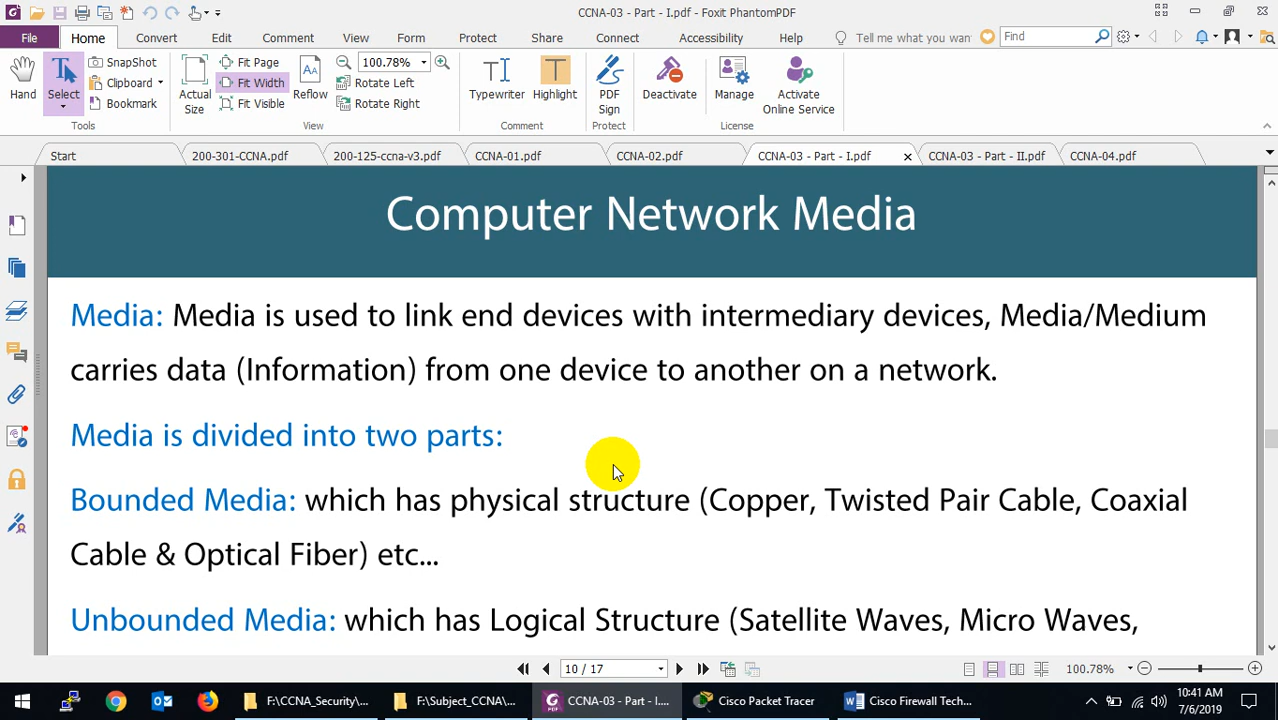 CCNA-03 - Part - I.pdf - Foxit PhantomPDF
File Home Convert Edit Comment View Form Protect Share Connect Accessibility Help Tell me what you wan Find
Hand
Select
SnapShot
Clipboard
Bookmark
Tools
Actual Size
Fit Page
Fit Width
Fit Visible
Reflow
100.78%
Rotate Left
Rotate Right
View
Typewriter
Highlight
Comment
PDF Sign
Protect
Deactivate
Manage
Activate Online Service
License
Start 200-301-CCNA.pdf 200-125-ccna-v3.pdf CCNA-01.pdf CCNA-02.pdf CCNA-03 - Part - I.pdf CCNA-03 - Part - II.pdf CCNA-04.pdf
Computer Network Media
Media: Media is used to link end devices with intermediary devices, Media/Medium
carries data (Information) from one device to another on a network.
Media is divided into two parts:
Bounded Media: which has physical structure (Copper, Twisted Pair Cable, Coaxial
Cable & Optical Fiber) etc...
Unbounded Media: which has Logical Structure (Satellite Waves, Micro Waves,
10 / 17 100.78%
F:\CCNA_Security\... F:\Subject_CCNA\... CCNA-03 - Part - I.... Cisco Packet Tracer Cisco Firewall Tech...
10:41 AM
7/6/2019